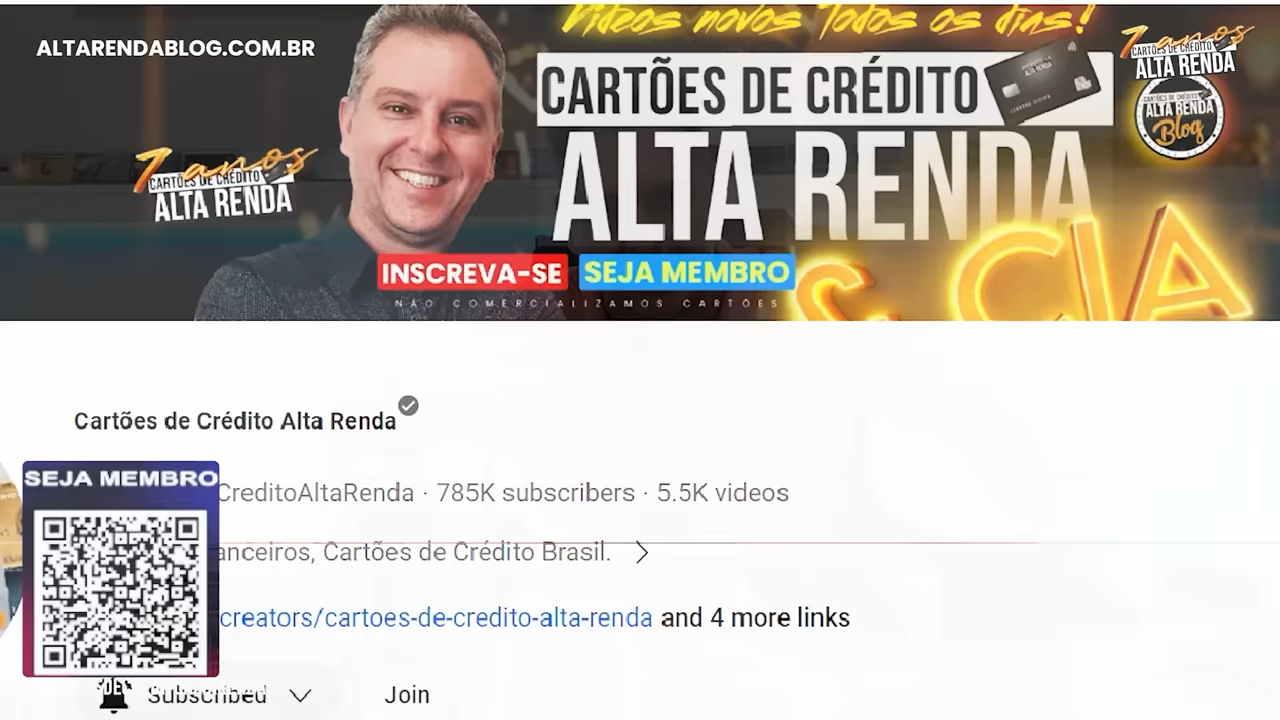 Vídeos novos Todos os dias!
ALTARENDABLOG.COM.BR
CARTÕES DE CRÉDITO
ALTA RENDA
& CIA
7 anos
CARTÕES DE CRÉDITO
ALTA RENDA
7 anos
CARTÕES DE CRÉDITO
ALTA RENDA
CARTÕES DE CRÉDITO
ALTA RENDA
Blog
INSCREVA-SE
SEJA MEMBRO
NÃO COMERCIALIZAMOS CARTÕES
Cartões de Crédito Alta Renda
SEJA MEMBRO
CreditoAltaRenda · 785K subscribers · 5.5K videos
anceiros, Cartões de Crédito Brasil.
creators/cartoes-de-credito-alta-renda and 4 more links
Subscribed
Join